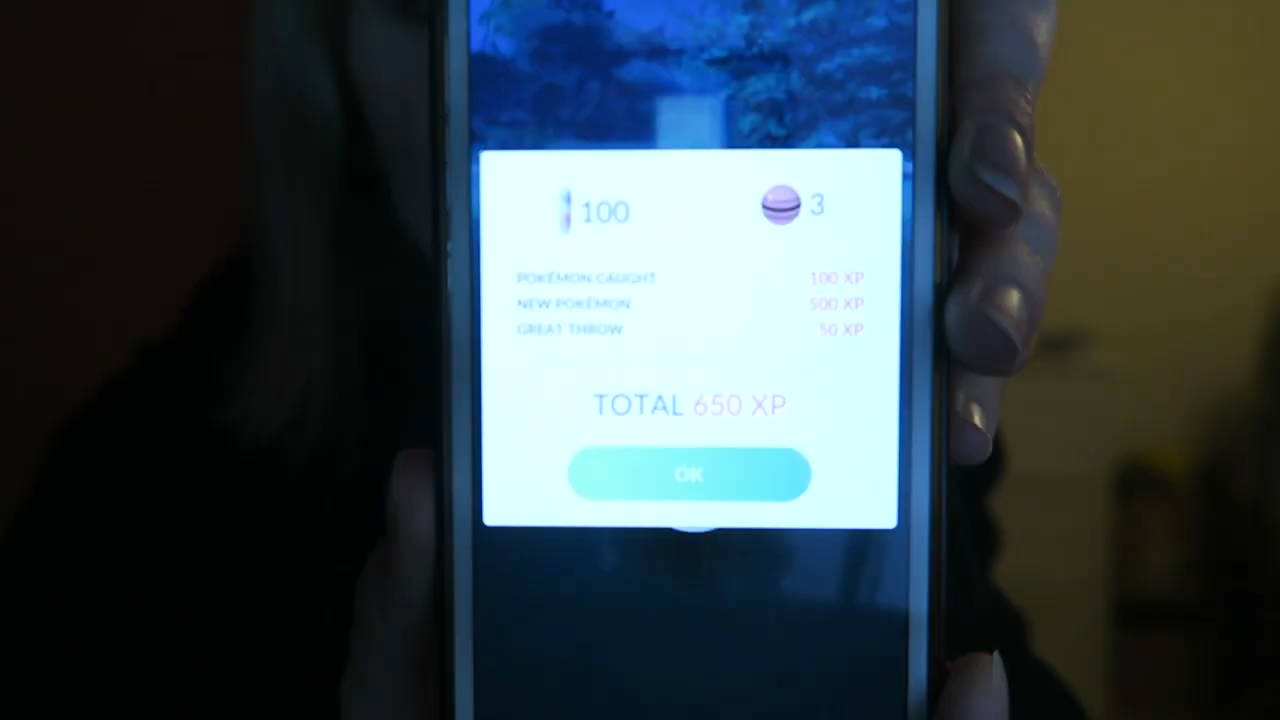 100
3
POKÉMON CAUGHT 100 XP
NEW POKÉMON 500 XP
GREAT THROW 50 XP
TOTAL 650 XP
OK